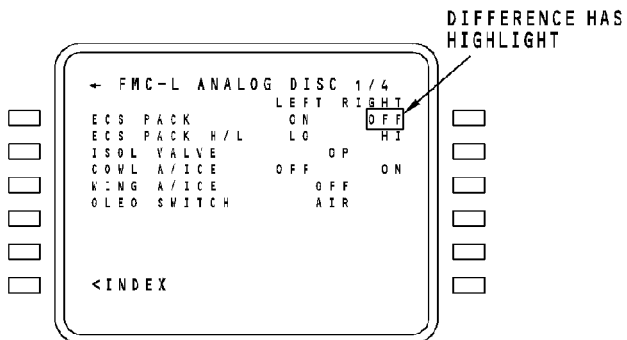 DIFFERENCE HAS
HIGHLIGHT
← FMC-L ANALOG DISC 1/4
LEFT RIGHT
ECS PACK ON OFF
ECS PACK H/L LO HI
ISOL VALVE OP
COWL A/ICE OFF ON
WING A/ICE OFF
OLEO SWITCH AIR
<INDEX